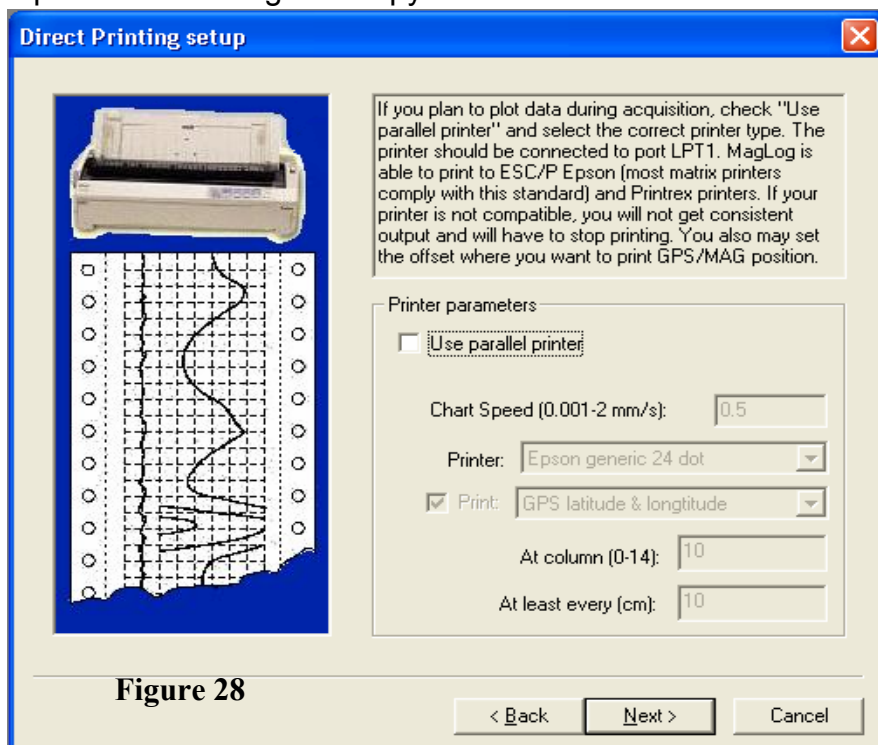 Direct Printing setup
If you plan to plot data during acquisition, check "Use
parallel printer" and select the correct printer type. The
printer should be connected to port LPT1. MagLog is
able to print to ESC/P Epson (most matrix printers
comply with this standard) and Printrex printers. If your
printer is not compatible, you will not get consistent
output and will have to stop printing. You also may set
the offset where you want to print GPS/MAG position.
Printer parameters
Use parallel printer
Chart Speed (0.001-2 mm/s): 0.5
Printer: Epson generic 24 dot
Print: GPS latitude & longtitude
At column (0-14): 10
At least every (cm): 10
Figure 28
< Back Next > Cancel